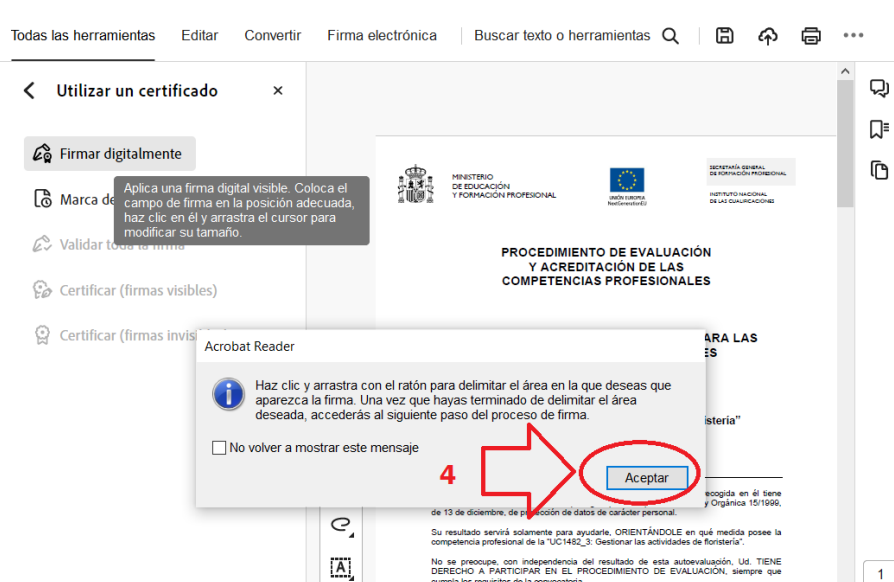 Todas las herramientas
Editar
Convertir
Firma electrónica
Buscar texto o herramientas
Utilizar un certificado
Firmar digitalmente
Aplica una firma digital visible. Coloca el
campo de firma en la posición adecuada,
haz clic en él y arrastra el cursor para
modificar su tamaño.
Marca de
Validar toda la firma
Certificar (firmas visibles)
Certificar (firmas
MINISTERIO
DE EDUCACIÓN
Y FORMACIÓN PROFESIONAL
UNIÓN EUROPEA
NextGenerationEU
SECRETARÍA GENERAL
DE FORMACIÓN PROFESIONAL
INSTITUTO NACIONAL
DE LAS CUALIFICACIONES
PROCEDIMIENTO DE EVALUACIÓN
Y ACREDITACIÓN DE LAS
COMPETENCIAS PROFESIONALES
ARA LAS
ES
Acrobat Reader
Haz clic y arrastra con el ratón para delimitar el área en la que deseas que
aparezca la firma. Una vez que hayas terminado de delimitar el área
deseada, accederás al siguiente paso del proceso de firma.
No volver a mostrar este mensaje
4
Aceptar
istería"
recogida en él tiene
y Orgánica 15/1999,
de 13 de diciembre, de protección de datos de carácter personal.
Su resultado servirá solamente para ayudarle, ORIENTÁNDOLE en qué medida posee la
competencia profesional de la "UC1482_3: Gestionar las actividades de floristería".
No se preocupe, con independencia del resultado de esta autoevaluación, Ud. TIENE
DERECHO A PARTICIPAR EN EL PROCEDIMIENTO DE EVALUACIÓN, siempre que
cumpla los requisitos de la convocatoria.
1